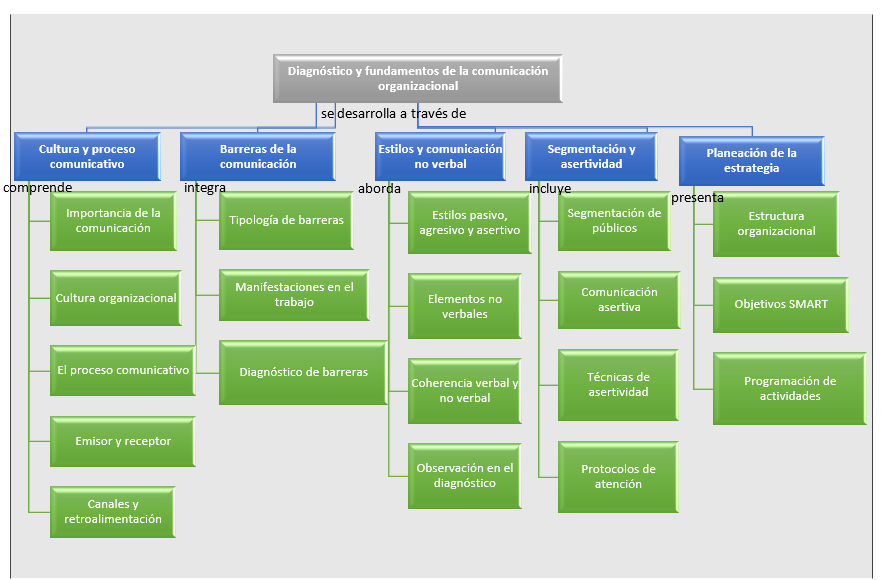 Diagnóstico y fundamentos de la comunicación
organizacional
se desarrolla a través de
Cultura y proceso
comunicativo
comprende
Importancia de la
comunicación
Cultura organizacional
El proceso comunicativo
Emisor y receptor
Canales y
retroalimentación
Barreras de la
comunicación
integra
Tipología de barreras
Manifestaciones en el
trabajo
Diagnóstico de barreras
Estilos y comunicación
no verbal
aborda
Estilos pasivo,
agresivo y asertivo
Elementos no
verbales
Coherencia verbal y
no verbal
Observación en el
diagnóstico
Segmentación y
asertividad
incluye
Segmentación de
públicos
Comunicación
asertiva
Técnicas de
asertividad
Protocolos de
atención
Planeación de la
estrategia
presenta
Estructura
organizacional
Objetivos SMART
Programación de
actividades